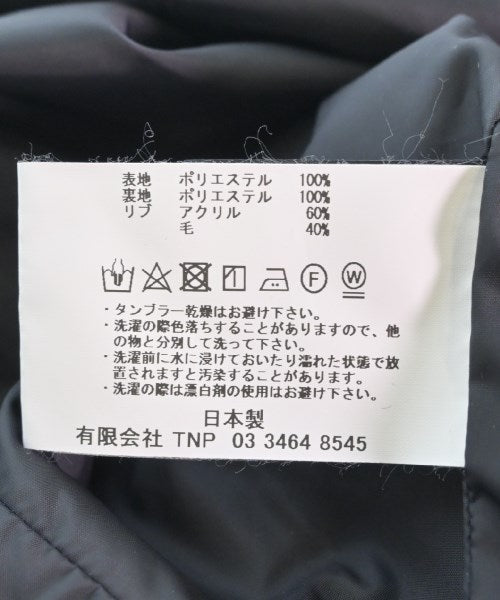 表地 ポリエステル 100%
裏地 ポリエステル 100%
リブ アクリル 60%
毛 40%
F W
・タンブラー乾燥はお避け下さい。
・洗濯の際色落ちすることがありますので、他
の物と分別して洗って下さい。
・洗濯前に水に浸けておいたり濡れた状態で放
置されますと汚染することがあります。
・洗濯の際は漂白剤の使用はお避け下さい。
日本製
有限会社 TNP 03 3464 8545